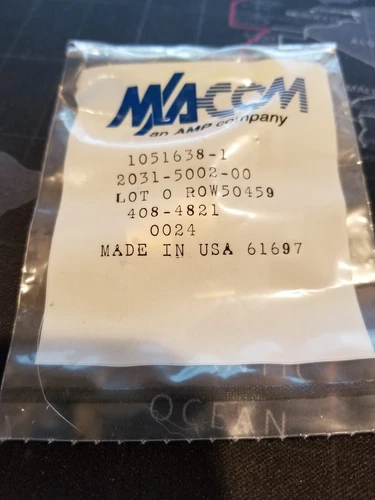 M/A-COM
an AMP company
1051638-1
2031-5002-00
LOT 0 ROW50459
408-4821
0024
MADE IN USA 61697
OCEAN